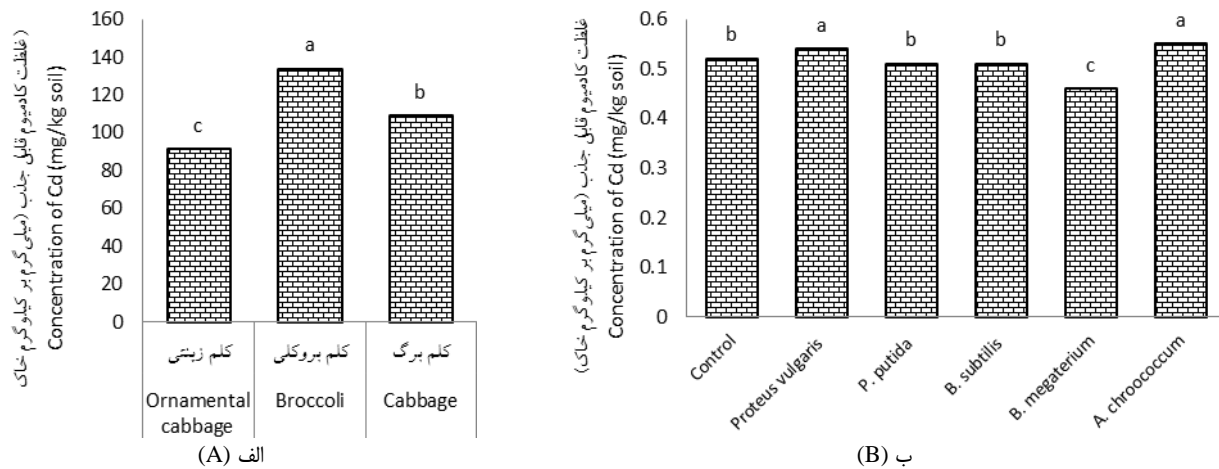 غلظت کادمیوم قابل جذب (میلی گرم بر کیلوگرم خاک)
Concentration of Cd (mg/kg soil)
160
140
120
100
80
60
40
20
0
c
a
b
کلم زینتی
کلم بروکلی
کلم برگ
Ornamental cabbage
Broccoli
Cabbage
الف (A)
غلظت کادمیوم قابل جذب (میلی گرم بر کیلوگرم خاک)
Concentration of Cd (mg/kg soil)
0.6
0.5
0.4
0.3
0.2
0.1
0
b
a
b
b
c
a
Control
Proteus vulgaris
P. putida
B. subtilis
B. megaterium
A. chroococcum
ب (B)